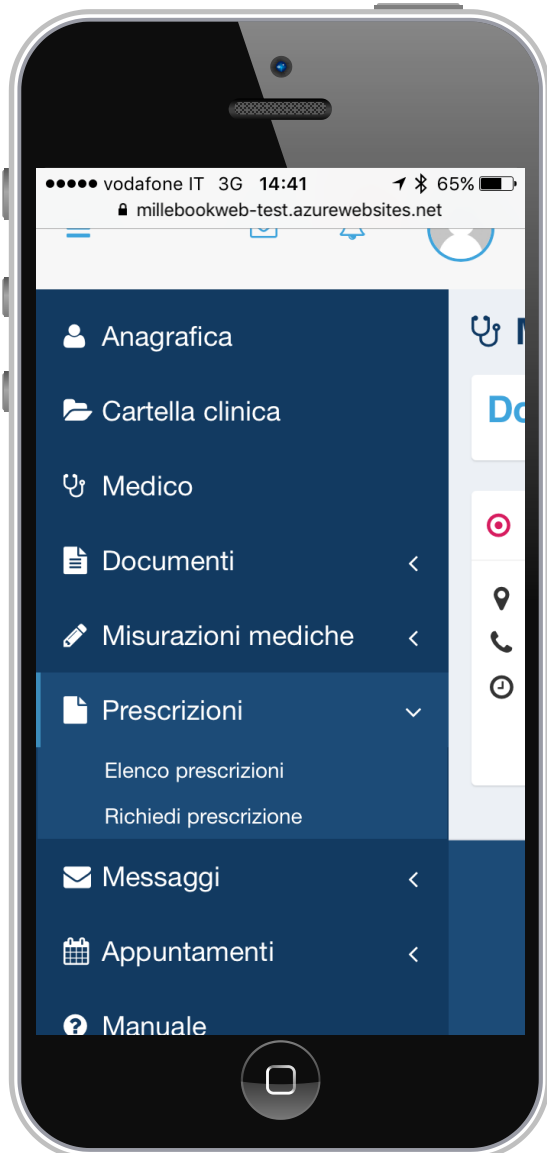 vodafone IT 3G 14:41 65%
millebookweb-test.azurewebsites.net
Anagrafica
Cartella clinica
Medico
Documenti
Misurazioni mediche
Prescrizioni
Elenco prescrizioni
Richiedi prescrizione
Messaggi
Appuntamenti
Manuale